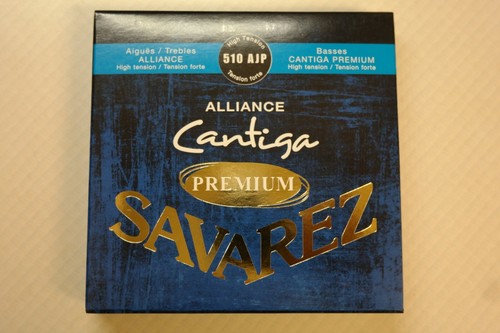 Aiguës / Trebles
ALLIANCE
High tension / Tension forte
High Tension
510 AJP
Tension forte
Basses
CANTIGA PREMIUM
High tension / Tension forte
ALLIANCE
Cantiga
PREMIUM
SAVAREZ